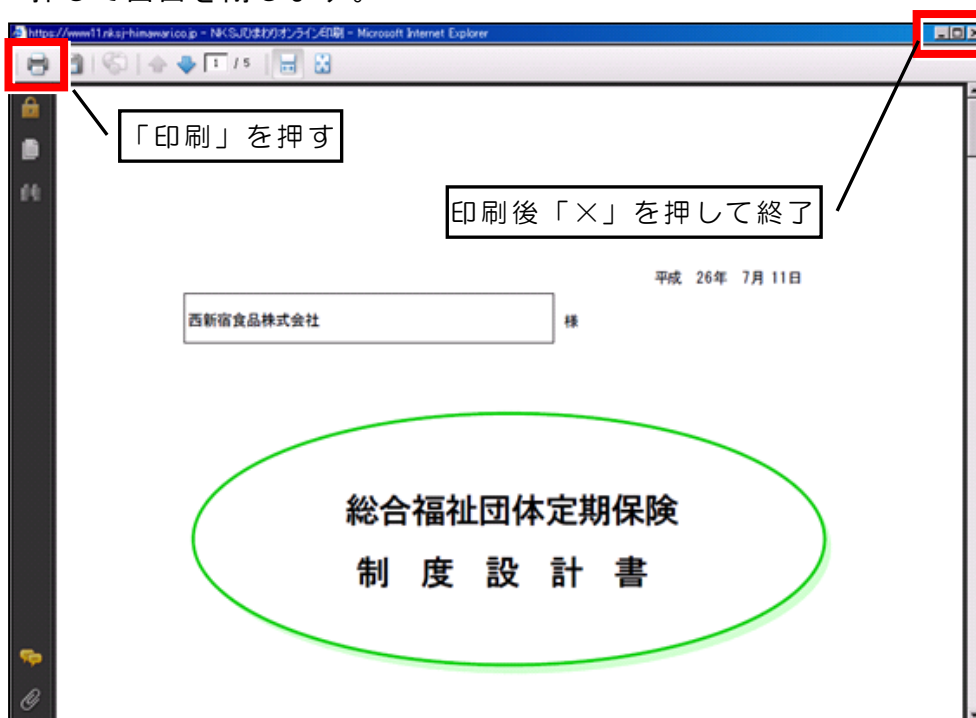 https://www11.nksj-himawari.co.jp - NKSJひまわりオンライン印刷 - Microsoft Internet Explorer
1 / 5
「印刷」を押す
印刷後「×」を押して終了
平成 26年 7月 11日
西新宿食品株式会社 様
総合福祉団体定期保険
制 度 設 計 書